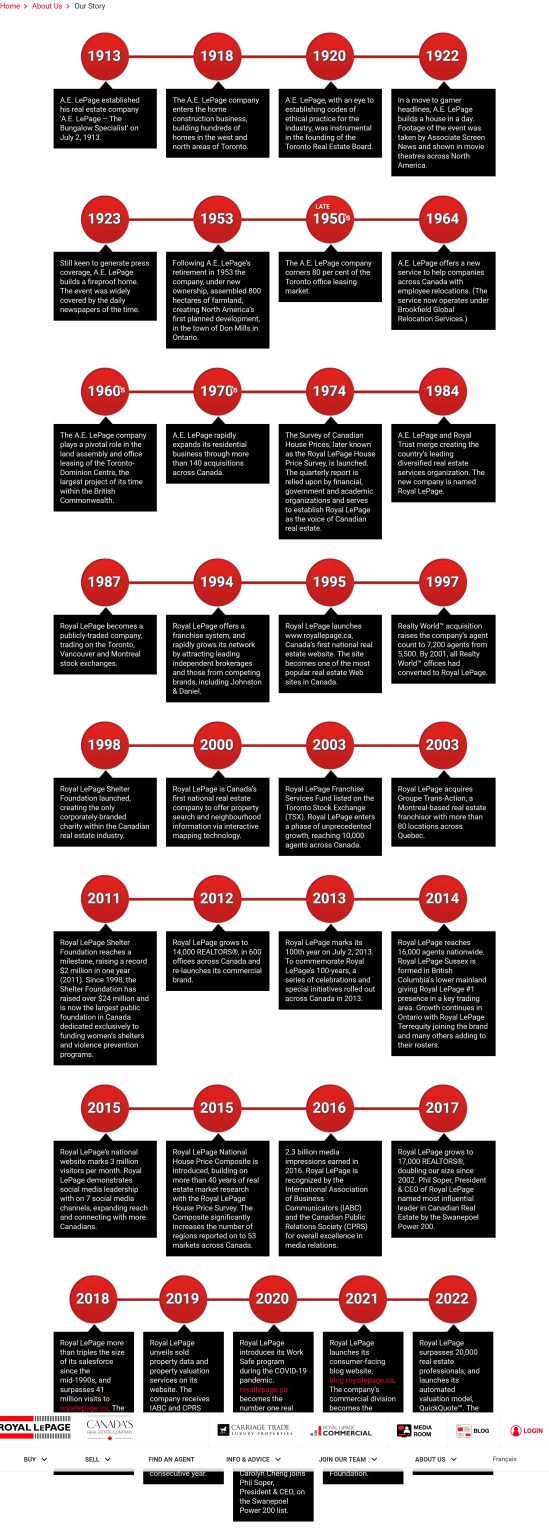 Home > About Us > Our Story
1913
A.E. LePage established
his real estate company
'A.E. LePage – The
Bungalow Specialist' on
July 2, 1913.
1918
The A.E. LePage company
enters the home
construction business,
building hundreds of
homes in the west and
north areas of Toronto.
1920
A.E. LePage, with an eye to
establishing codes of
ethical practice for the
industry, was instrumental
in the founding of the
Toronto Real Estate Board.
1922
In a move to garner
headlines, A.E. LePage
builds a house in a day.
Footage of the event was
taken by Associate Screen
News and shown in movie
theatres across North
America.
1923
Still keen to generate press
coverage, A.E. LePage
builds a fireproof home.
The event was widely
covered by the daily
newspapers of the time.
1953
Following A.E. LePage's
retirement in 1953 the
company, under new
ownership, assembled 800
hectares of farmland,
creating North America's
first planned development,
in the town of Don Mills in
Ontario.
LATE
1950's
The A.E. LePage company
corners 80 per cent of the
Toronto office leasing
market.
1964
A.E. LePage offers a new
service to help companies
across Canada with
employee relocations. (The
service now operates under
Brookfield Global
Relocation Services.)
1960's
The A.E. LePage company
plays a pivotal role in the
land assembly and office
leasing of the Toronto-
Dominion Centre, the
largest project of its time
within the British
Commonwealth.
1970's
A.E. LePage rapidly
expands its residential
business through more
than 140 acquisitions
across Canada.
1974
The Survey of Canadian
House Prices, later known
as the Royal LePage House
Price Survey, is launched.
The quarterly report is
relied upon by financial,
government and academic
organizations and serves
to establish Royal LePage
as the voice of Canadian
real estate.
1984
A.E. LePage and Royal
Trust merge creating the
country's leading
diversified real estate
services organization. The
new company is named
Royal LePage.
1987
Royal LePage becomes a
publicly-traded company,
trading on the Toronto,
Vancouver and Montreal
stock exchanges.
1994
Royal LePage offers a
franchise system, and
rapidly grows its network
by attracting leading
independent brokerages
and those from competing
brands, including Johnston
& Daniel.
1995
Royal LePage launches
www.royallepage.ca,
Canada's first national real
estate website. The site
becomes one of the most
popular real estate Web
sites in Canada.
1997
Realty World™ acquisition
raises the company's agent
count to 7,200 agents from
5,500. By 2001, all Realty
World™ offices had
converted to Royal LePage.
1998
Royal LePage Shelter
Foundation launched,
creating the only
corporately-branded
charity within the Canadian
real estate industry.
2000
Royal LePage is Canada's
first national real estate
company to offer property
search and neighbourhood
information via interactive
mapping technology.
2003
Royal LePage Franchise
Services Fund listed on the
Toronto Stock Exchange
(TSX). Royal LePage enters
a phase of unprecedented
growth, reaching 10,000
agents across Canada.
2003
Royal LePage acquires
Groupe Trans-Action, a
Montreal-based real estate
franchisor with more than
80 locations across
Quebec.
2011
Royal LePage Shelter
Foundation reaches a
milestone, raising a record
$2 million in one year
(2011). Since 1998, the
Shelter Foundation has
raised over $24 million and
is now the largest public
foundation in Canada
dedicated exclusively to
funding women's shelters
and violence prevention
programs.
2012
Royal LePage grows to
14,000 REALTORS®, in 600
offices across Canada and
re-launches its commercial
brand.
2013
Royal LePage marks its
100th year on July 2, 2013.
To commemorate Royal
LePage's 100-years, a
series of celebrations and
special initiatives rolled out
across Canada in 2013.
2014
Royal LePage reaches
16,000 agents nationwide.
Royal LePage Sussex is
formed in British
Columbia's lower mainland
giving Royal LePage #1
presence in a key trading
area. Growth continues in
Ontario with Royal LePage
Terrequity joining the brand
and many others adding to
their rosters.
2015
Royal LePage's national
website marks 3 million
visitors per month. Royal
LePage demonstrates
social media leadership
with on 7 social media
channels, expanding reach
and connecting with more
Canadians.
2015
Royal LePage National
House Price Composite is
introduced, building on
more than 40 years of real
estate market research
with the Royal LePage
House Price Survey. The
Composite significantly
increases the number of
regions reported on to 53
markets across Canada.
2016
2.3 billion media
impressions earned in
2016. Royal LePage is
recognized by the
International Association
of Business
Communicators (IABC)
and the Canadian Public
Relations Society (CPRS)
for overall excellence in
media relations.
2017
Royal LePage grows to
17,000 REALTORS®,
doubling our size since
2002. Phil Soper, President
& CEO of Royal LePage
named most influential
leader in Canadian Real
Estate by the Swanepoel
Power 200.
2018
Royal LePage more
than triples the size
of its salesforce
since the
mid-1990s, and
surpasses 41
million visits to
royallepage.ca. The
2019
Royal LePage
unveils sold
property data and
property valuation
services on its
website. The
company receives
IABC and CPRS
consecutive year.
2020
Royal LePage
introduces its Work
Safe program
during the COVID-19
pandemic.
royallepage.ca
becomes the
number one real
Carolyn Cheng joins
Phil Soper,
President & CEO, on
the Swanepoel
Power 200 list.
2021
Royal LePage
launches its
consumer-facing
blog website,
blog.royallepage.ca.
The company's
commercial division
becomes the
Foundation.
2022
Royal LePage
surpasses 20,000
real estate
professionals, and
launches its
automated
valuation model,
QuickQuote™. The
ROYAL LEPAGE
CANADA'S
REAL ESTATE COMPANY
CARRIAGE TRADE
LUXURY PROPERTIES
ROYAL LEPAGE
COMMERCIAL
MEDIA
ROOM
BLOG
LOGIN
BUY
SELL
FIND AN AGENT
INFO & ADVICE
JOIN OUR TEAM
ABOUT US
Français